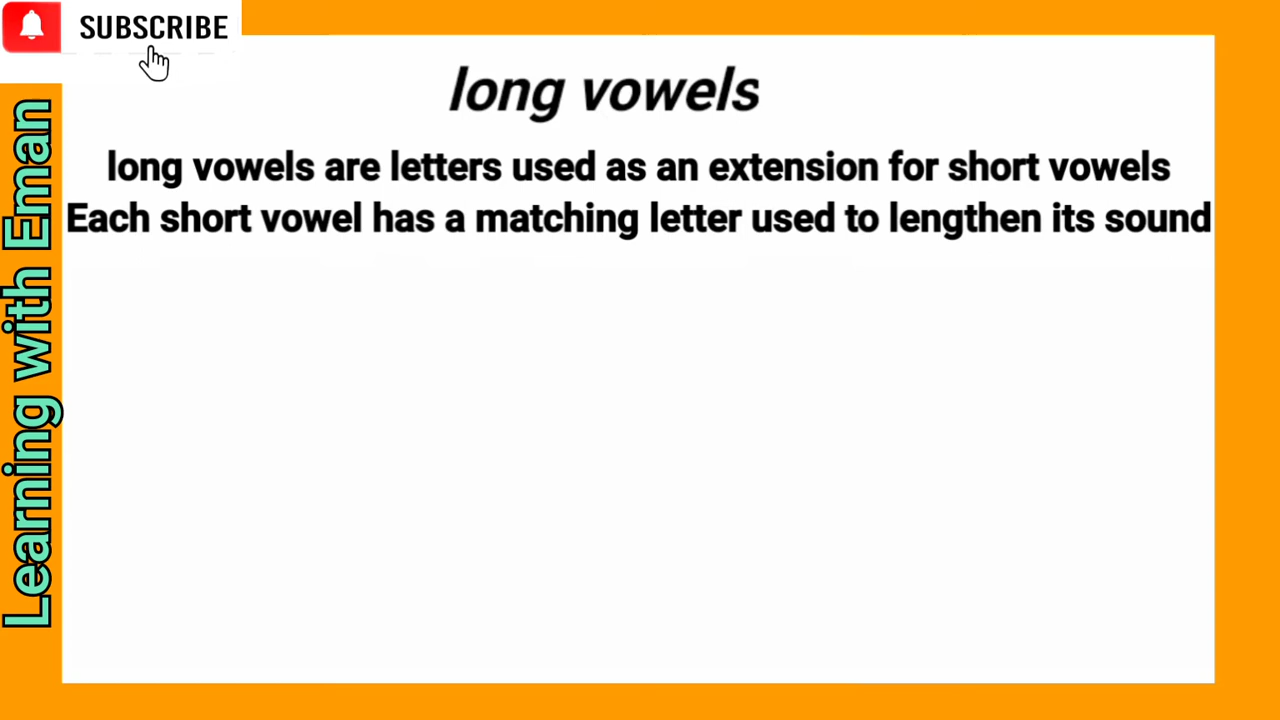 SUBSCRIBE
long vowels
long vowels are letters used as an extension for short vowels
Each short vowel has a matching letter used to lengthen its sound
Learning with Eman